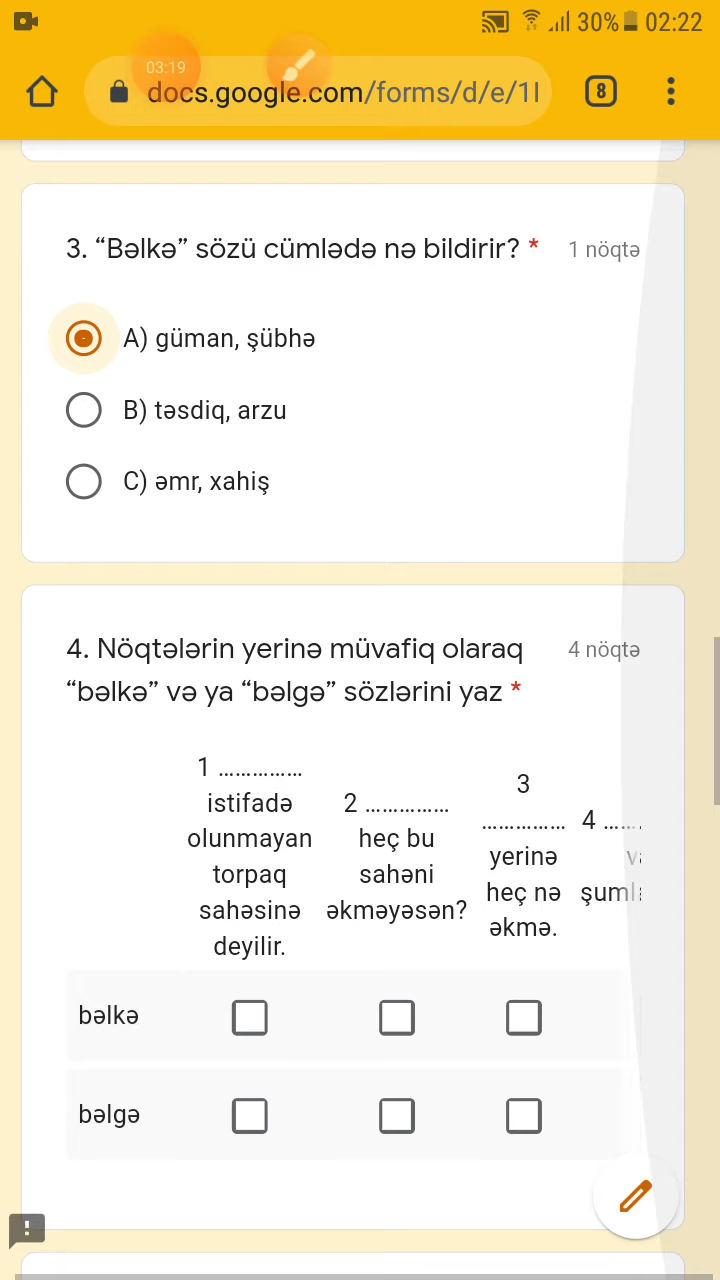 30% 02:22
03:19
docs.google.com/forms/d/e/1I
8
3. “Bəlkə” sözü cümlədə nə bildirir? * 1 nöqtə
A) güman, şübhə
B) təsdiq, arzu
C) əmr, xahiş
4. Nöqtələrin yerinə müvafiq olaraq 4 nöqtə
“bəlkə” və ya “bəlgə” sözlərini yaz *
1 ..............
istifadə
olunmayan
torpaq
sahəsinə
deyilir.
2 ..............
heç bu
sahəni
əkməyəsən?
3
..............
yerinə
heç nə
əkmə.
4 ......
bəlkə
bəlgə